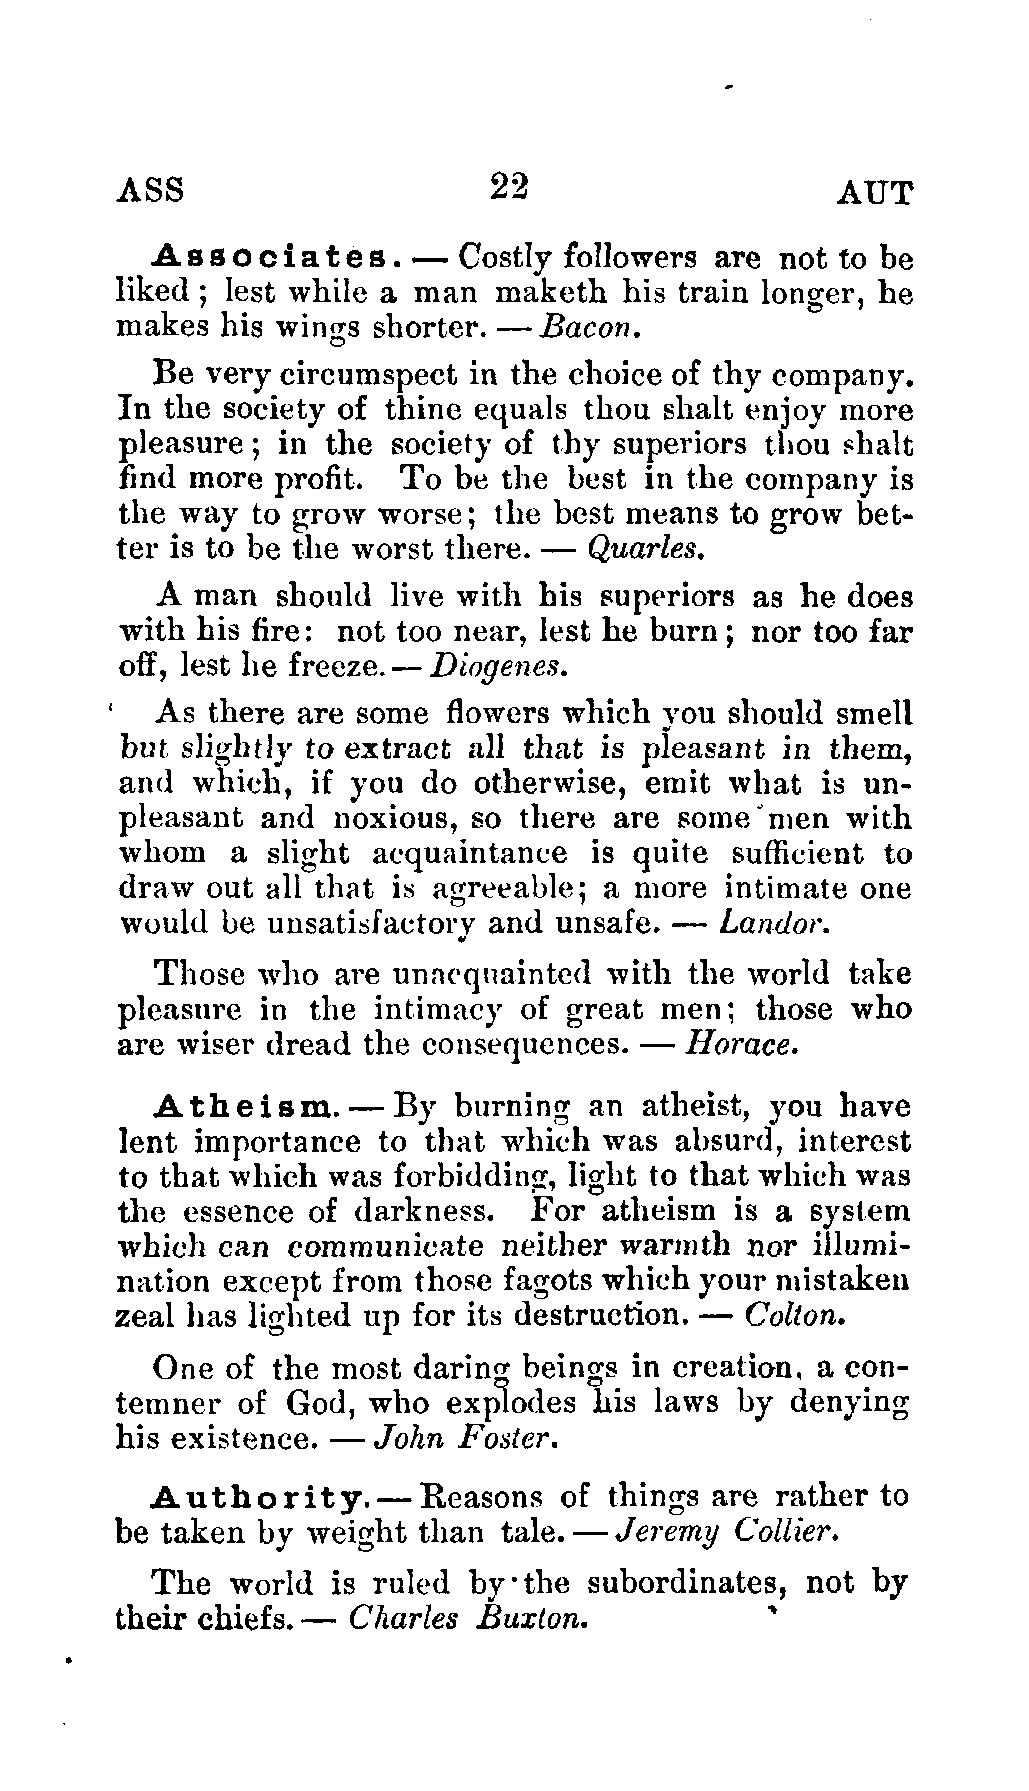 ASS 22 AUT
Associates. — Costly followers are not to be
liked ; lest while a man maketh his train longer, he
makes his wings shorter. — Bacon.
Be very circumspect in the choice of thy company.
In the society of thine equals thou shalt enjoy more
pleasure ; in the society of thy superiors thou shalt
find more profit. To be the best in the company is
the way to grow worse; the best means to grow bet-
ter is to be the worst there. — Quarles.
A man should live with his superiors as he does
with his fire: not too near, lest he burn ; nor too far
off, lest he freeze. — Diogenes.
As there are some flowers which you should smell
but slightly to extract all that is pleasant in them,
and which, if you do otherwise, emit what is un-
pleasant and noxious, so there are some men with
whom a slight acquaintance is quite sufficient to
draw out all that is agreeable; a more intimate one
would be unsatisfactory and unsafe. — Landor.
Those who are unacquainted with the world take
pleasure in the intimacy of great men; those who
are wiser dread the consequences. — Horace.
Atheism. — By burning an atheist, you have
lent importance to that which was absurd, interest
to that which was forbidding, light to that which was
the essence of darkness. For atheism is a system
which can communicate neither warmth nor illumi-
nation except from those fagots which your mistaken
zeal has lighted up for its destruction. — Colton.
One of the most daring beings in creation, a con-
temner of God, who explodes his laws by denying
his existence. — John Foster.
Authority. — Reasons of things are rather to
be taken by weight than tale. — Jeremy Collier.
The world is ruled by the subordinates, not by
their chiefs. — Charles Buxton.